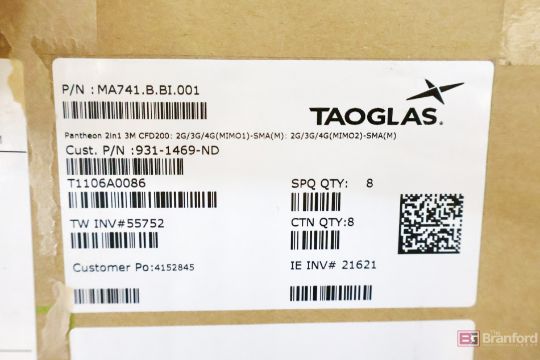 P/N : MA741.B.BI.001
TAOGLAS.
Pantheon 2in1 3M CFD200: 2G/3G/4G(MIMO1)-SMA(M): 2G/3G/4G(MIMO2)-SMA(M)
Cust. P/N :931-1469-ND
T1106A0086
SPQ QTY: 8
TW INV#55752
CTN QTY:8
Customer Po:4152845
IE INV# 21621
The Branford